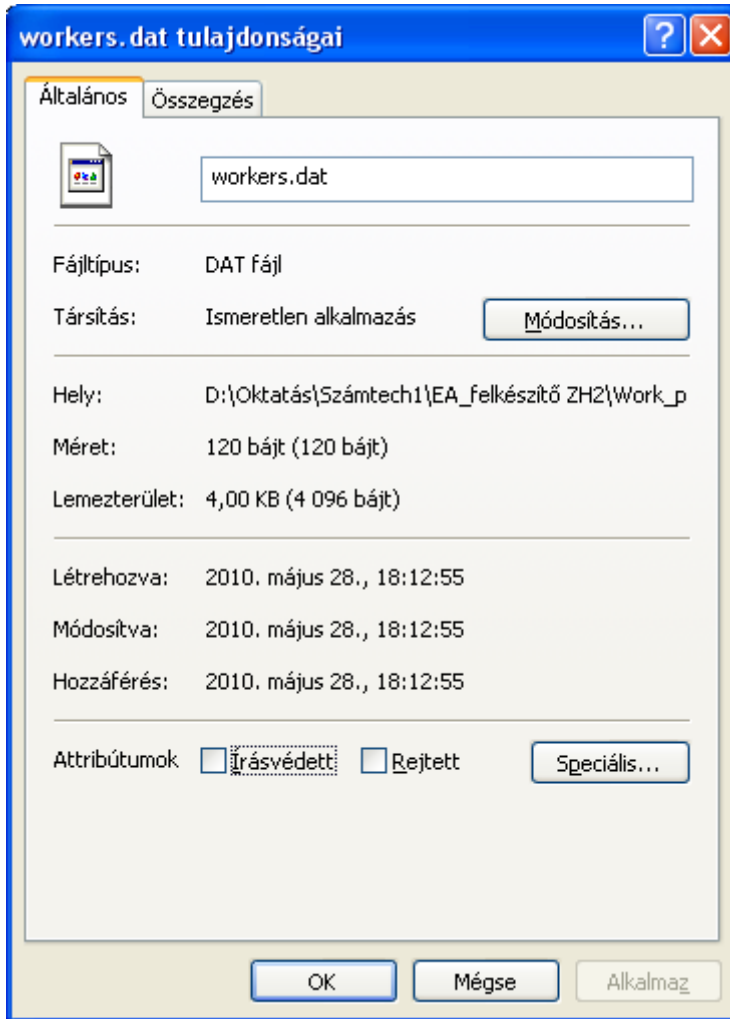 workers.dat tulajdonságai
Általános Összegzés
workers.dat
Fájltípus: DAT fájl
Társítás: Ismeretlen alkalmazás Módosítás...
Hely: D:\Oktatás\Számtech1\EA_felkészítő ZH2\Work_p
Méret: 120 bájt (120 bájt)
Lemezterület: 4,00 KB (4 096 bájt)
Létrehozva: 2010. május 28., 18:12:55
Módosítva: 2010. május 28., 18:12:55
Hozzáférés: 2010. május 28., 18:12:55
Attribútumok Írásvédett Rejtett Speciális...
OK Mégse Alkalmaz